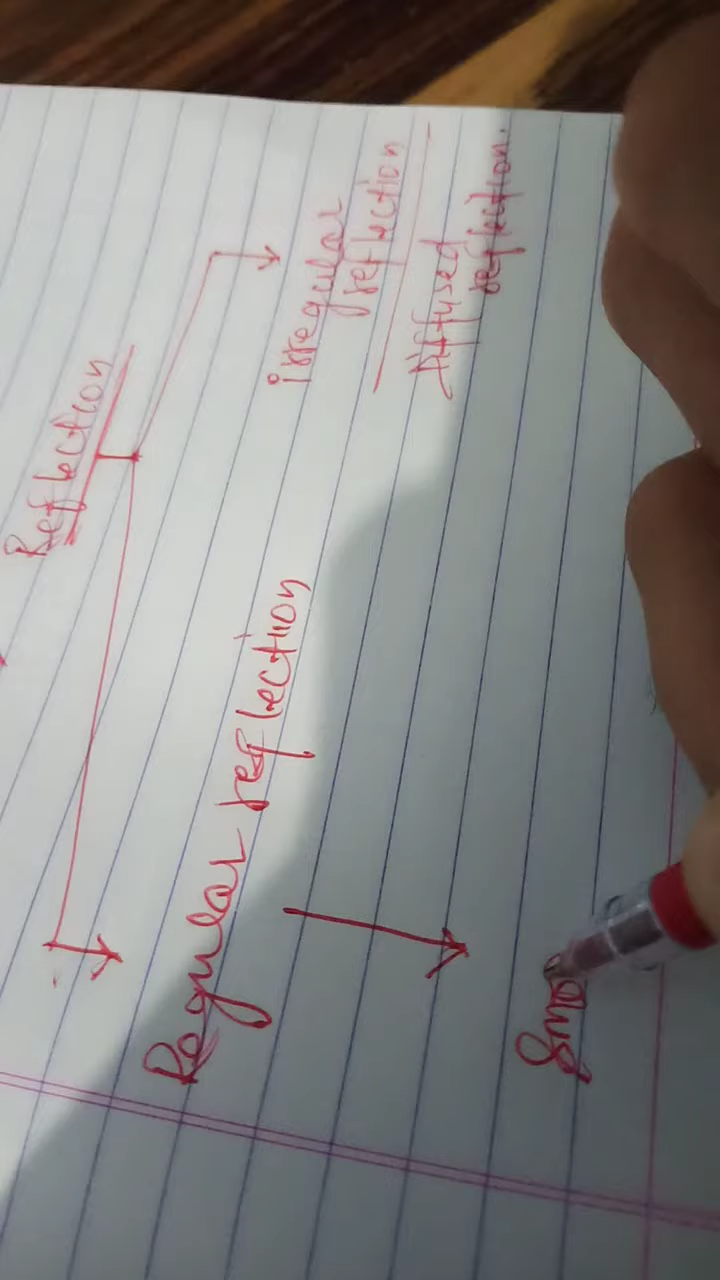 Reflection
Regular reflection
irregular
reflection
diffused
reflection.
Smo